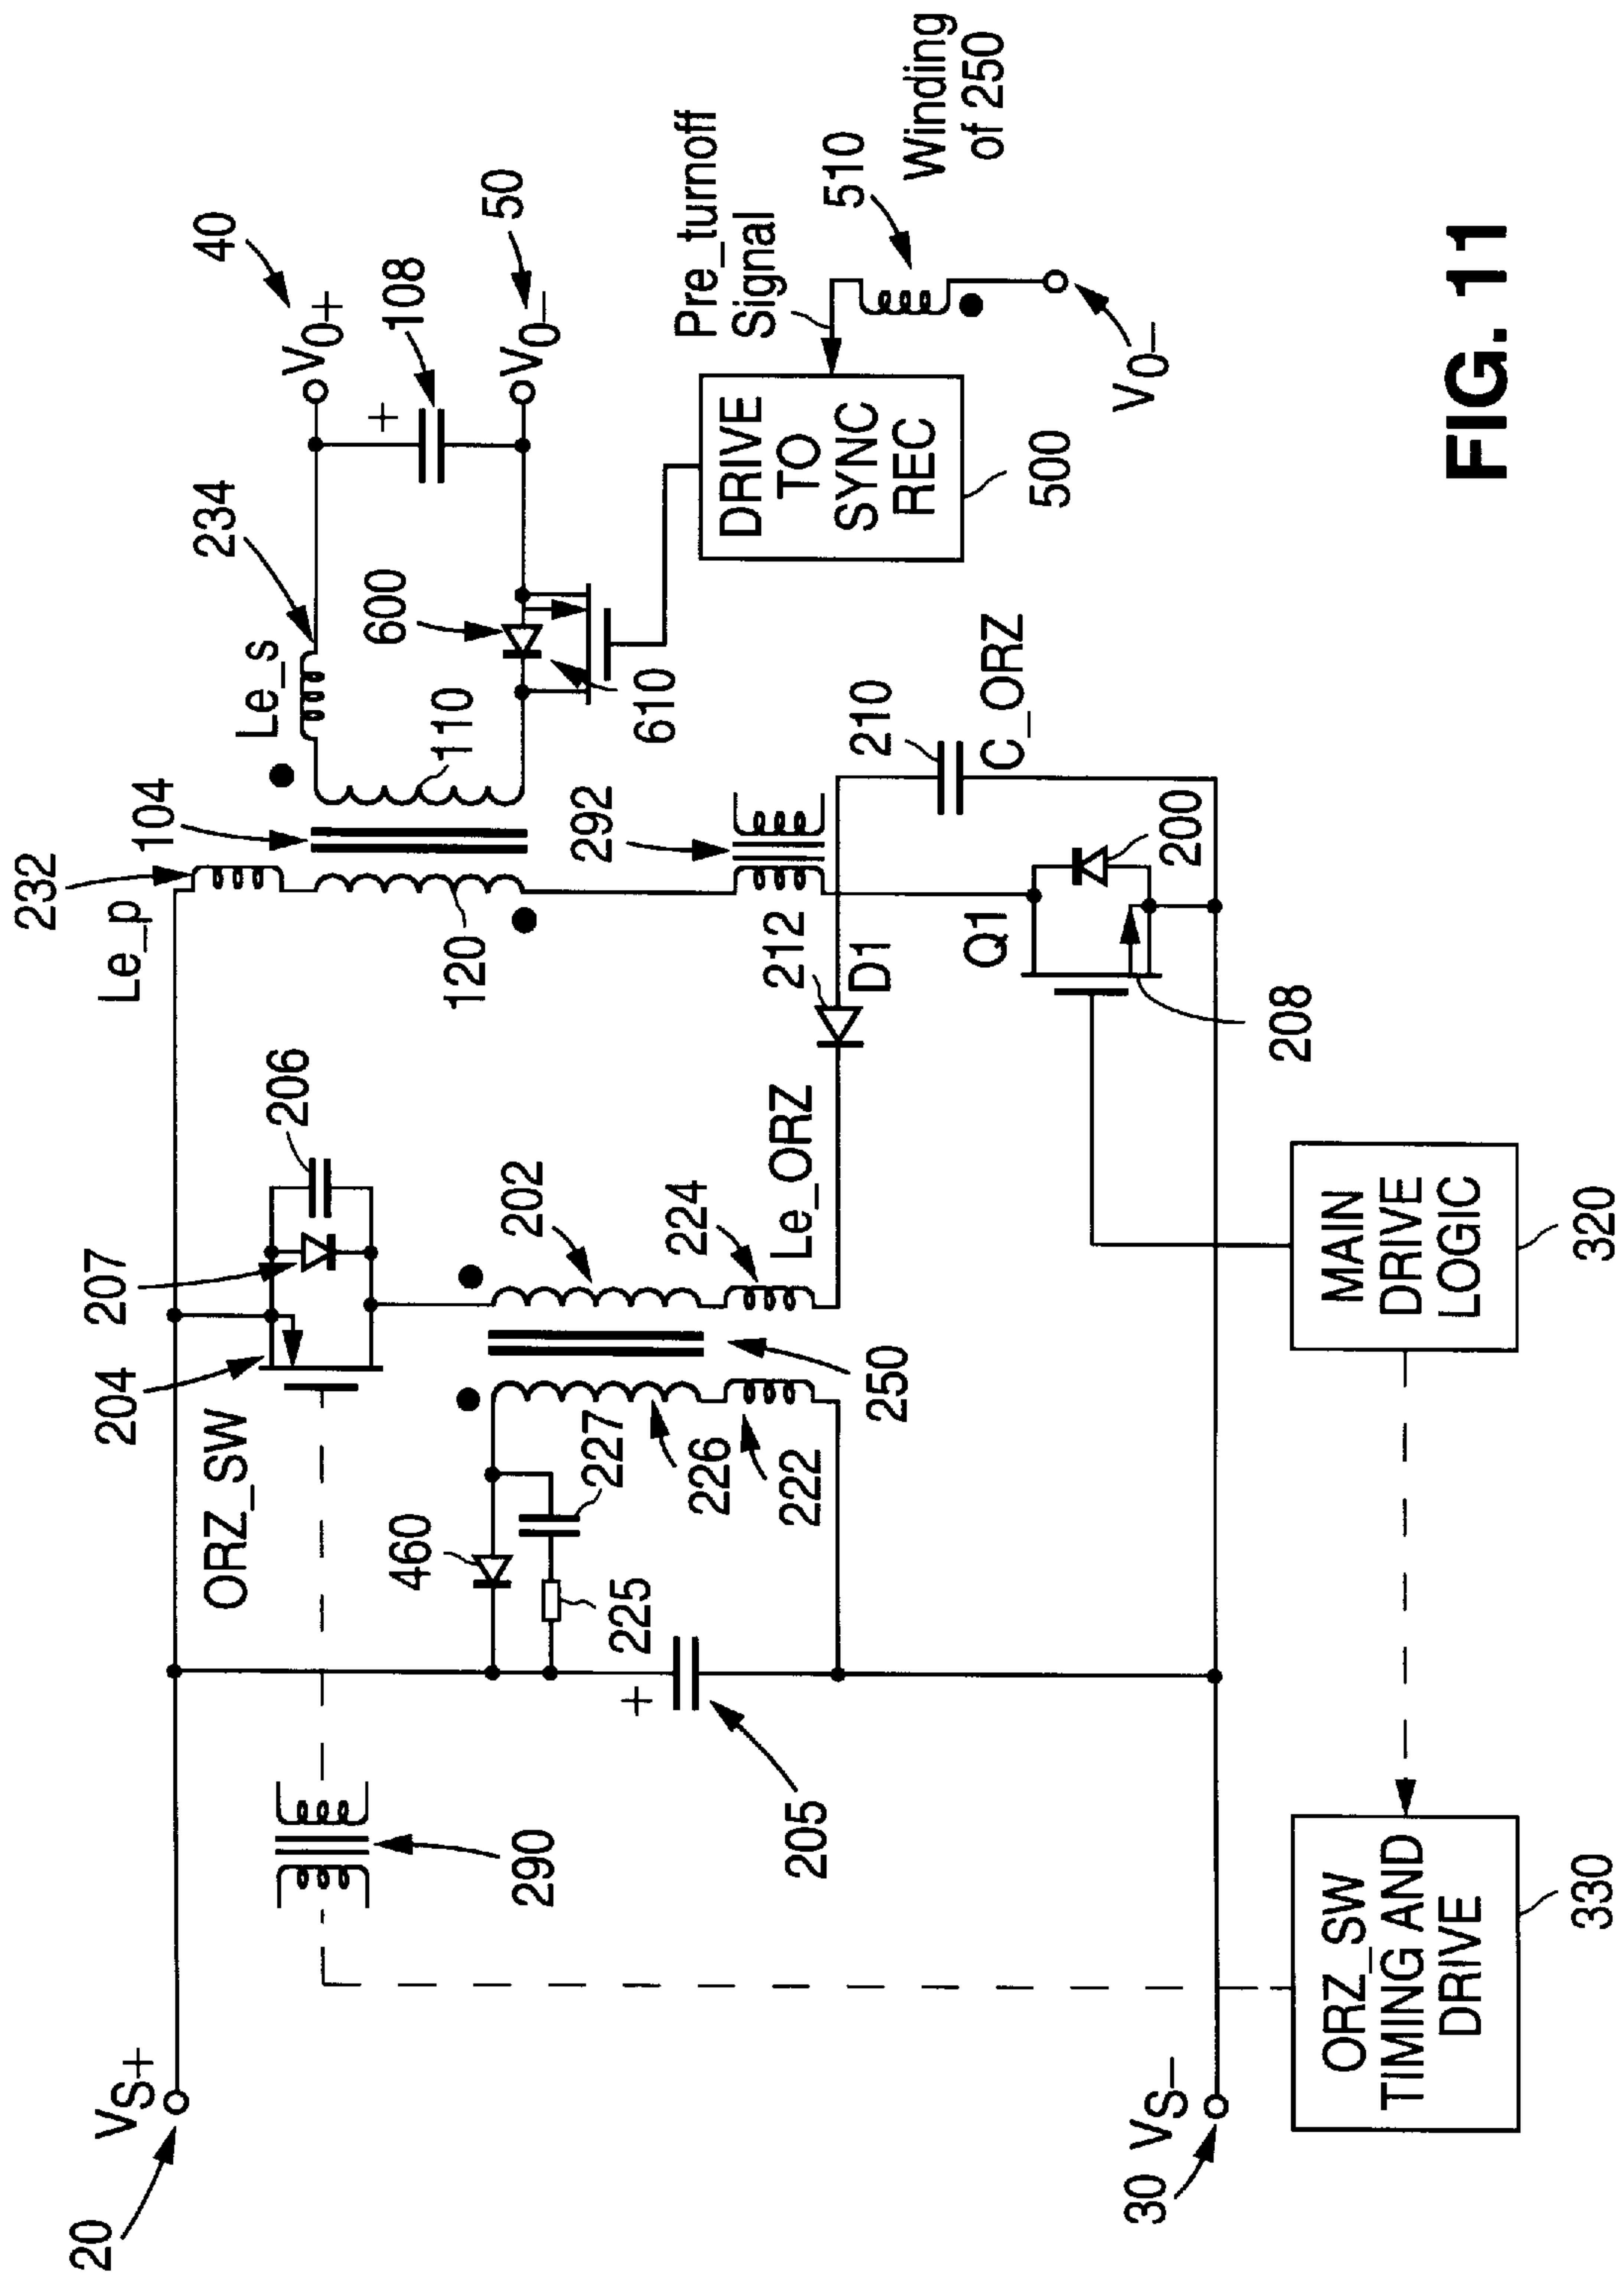 20
VS+
290
ORZ_SW
204
207
206
Le_p
232
104
Le_s
234
40
V0+
108
50
V0–
600
610
110
120
292
460
227
225
226
222
250
202
224
Le_ORZ
212
D1
210
C_ORZ
Q1
200
208
205
+
+
Pre_turnoff
Signal
510
Winding
of 250
DRIVE
TO
SYNC
REC
500
V0–
30
VS–
ORZ_SW
TIMING AND
DRIVE
330
MAIN
DRIVE
LOGIC
320
FIG. 11